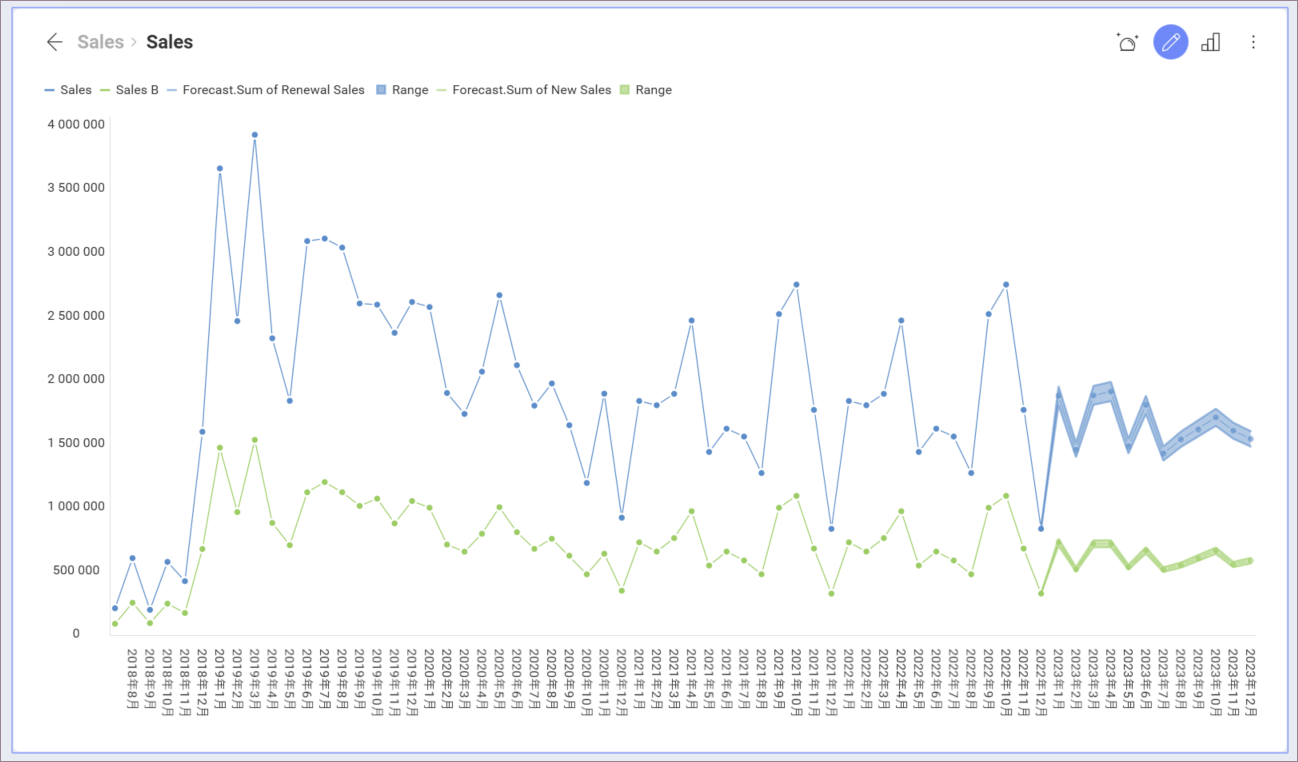 Sales › Sales
Sales Sales B Forecast.Sum of Renewal Sales Range Forecast.Sum of New Sales Range
4 000 000
3 500 000
3 000 000
2 500 000
2 000 000
1 500 000
1 000 000
500 000
0
2018年8月
2018年9月
2018年10月
2018年11月
2018年12月
2019年1月
2019年2月
2019年3月
2019年4月
2019年5月
2019年6月
2019年7月
2019年8月
2019年9月
2019年10月
2019年11月
2019年12月
2020年1月
2020年2月
2020年3月
2020年4月
2020年5月
2020年6月
2020年7月
2020年8月
2020年9月
2020年10月
2020年11月
2020年12月
2021年1月
2021年2月
2021年3月
2021年4月
2021年5月
2021年6月
2021年7月
2021年8月
2021年9月
2021年10月
2021年11月
2021年12月
2022年1月
2022年2月
2022年3月
2022年4月
2022年5月
2022年6月
2022年7月
2022年8月
2022年9月
2022年10月
2022年11月
2022年12月
2023年1月
2023年2月
2023年3月
2023年4月
2023年5月
2023年6月
2023年7月
2023年8月
2023年9月
2023年10月
2023年11月
2023年12月